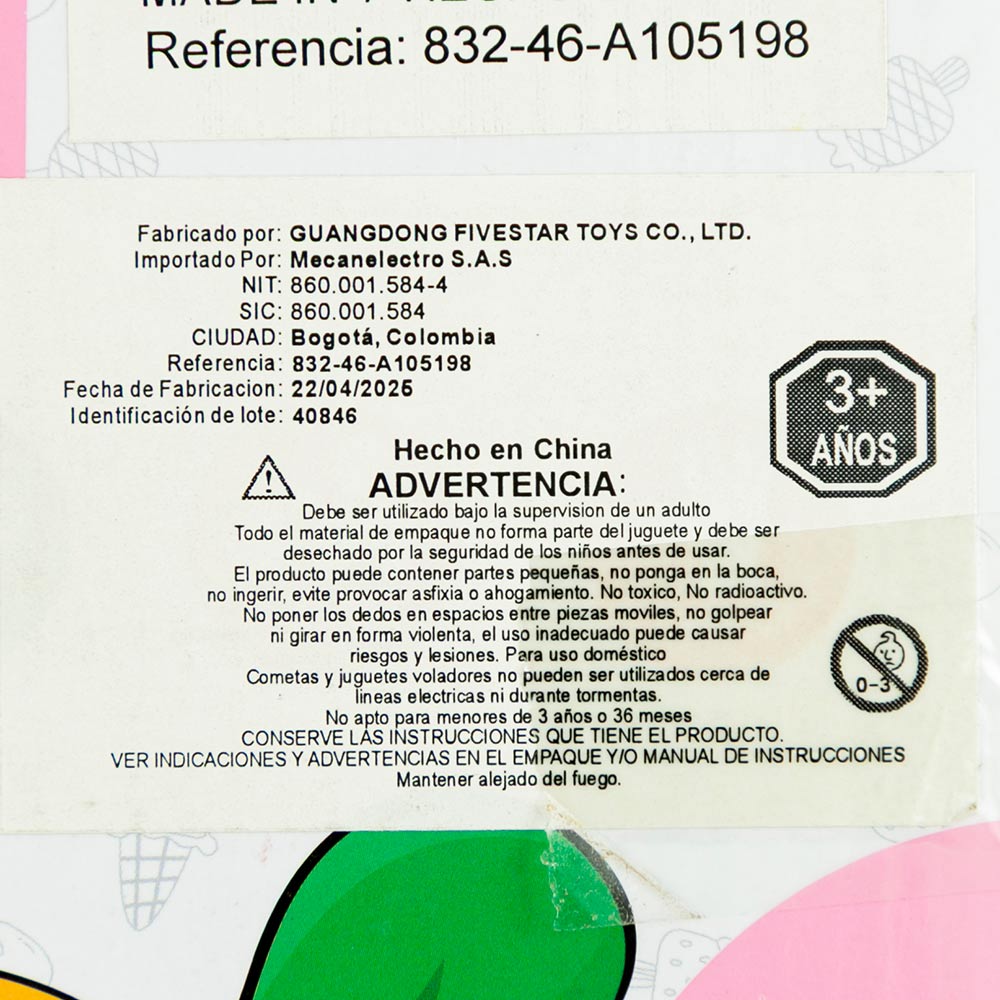 MADE IN
Referencia: 832-46-A105198
Fabricado por: GUANGDONG FIVESTAR TOYS CO., LTD.
Importado Por: Mecanelectro S.A.S
NIT: 860.001.584-4
SIC: 860.001.584
CIUDAD: Bogotá, Colombia
Referencia: 832-46-A105198
Fecha de Fabricacion: 22/04/2025
Identificación de lote: 40846
3+
AÑOS
Hecho en China
ADVERTENCIA:
Debe ser utilizado bajo la supervision de un adulto
Todo el material de empaque no forma parte del juguete y debe ser
desechado por la seguridad de los niños antes de usar.
El producto puede contener partes pequeñas, no ponga en la boca,
no ingerir, evite provocar asfixia o ahogamiento. No toxico, No radioactivo.
No poner los dedos en espacios entre piezas moviles, no golpear
ni girar en forma violenta, el uso inadecuado puede causar
riesgos y lesiones. Para uso doméstico
0-3
Cometas y juguetes voladores no pueden ser utilizados cerca de
lineas electricas ni durante tormentas.
No apto para menores de 3 años o 36 meses
CONSERVE LAS INSTRUCCIONES QUE TIENE EL PRODUCTO.
VER INDICACIONES Y ADVERTENCIAS EN EL EMPAQUE Y/O MANUAL DE INSTRUCCIONES
Mantener alejado del fuego.